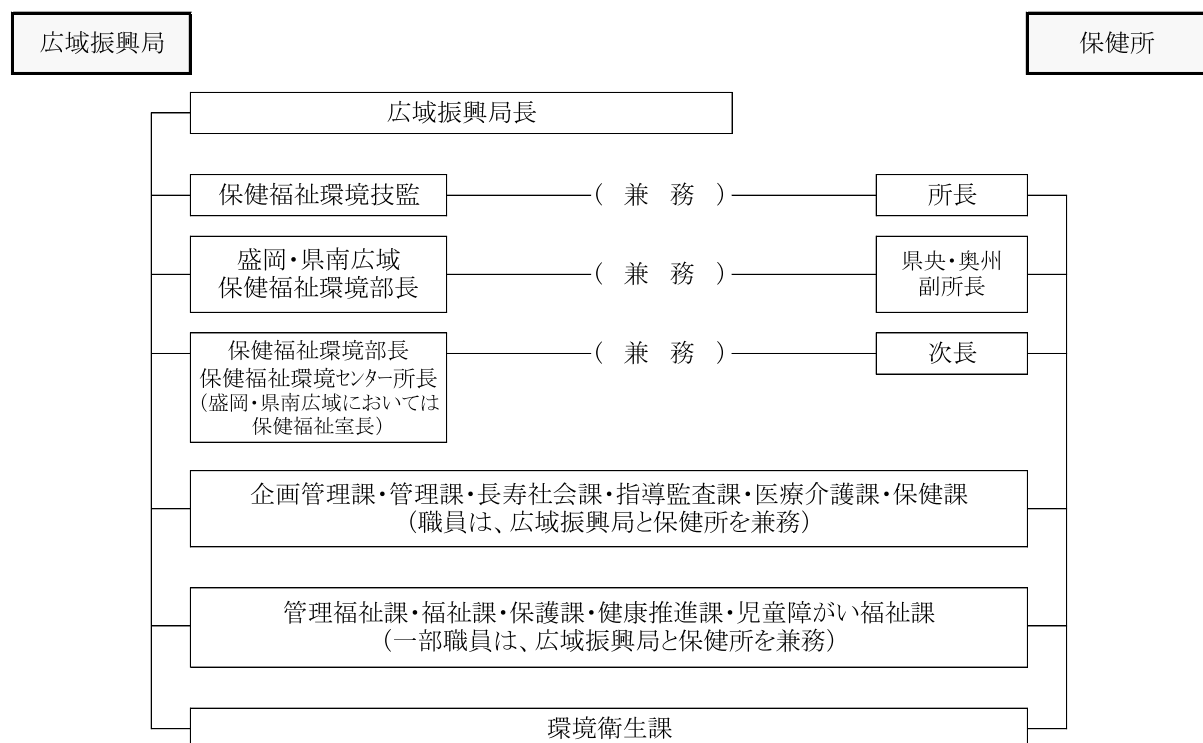 広域振興局
保健所
広域振興局長
保健福祉環境技監
( 兼 務 )
所長
盛岡・県南広域
保健福祉環境部長
( 兼 務 )
県央・奥州
副所長
保健福祉環境部長
保健福祉環境センター所長
(盛岡・県南広域においては
保健福祉室長)
( 兼 務 )
次長
企画管理課・管理課・長寿社会課・指導監査課・医療介護課・保健課
(職員は、広域振興局と保健所を兼務)
管理福祉課・福祉課・保護課・健康推進課・児童障がい福祉課
(一部職員は、広域振興局と保健所を兼務)
環境衛生課